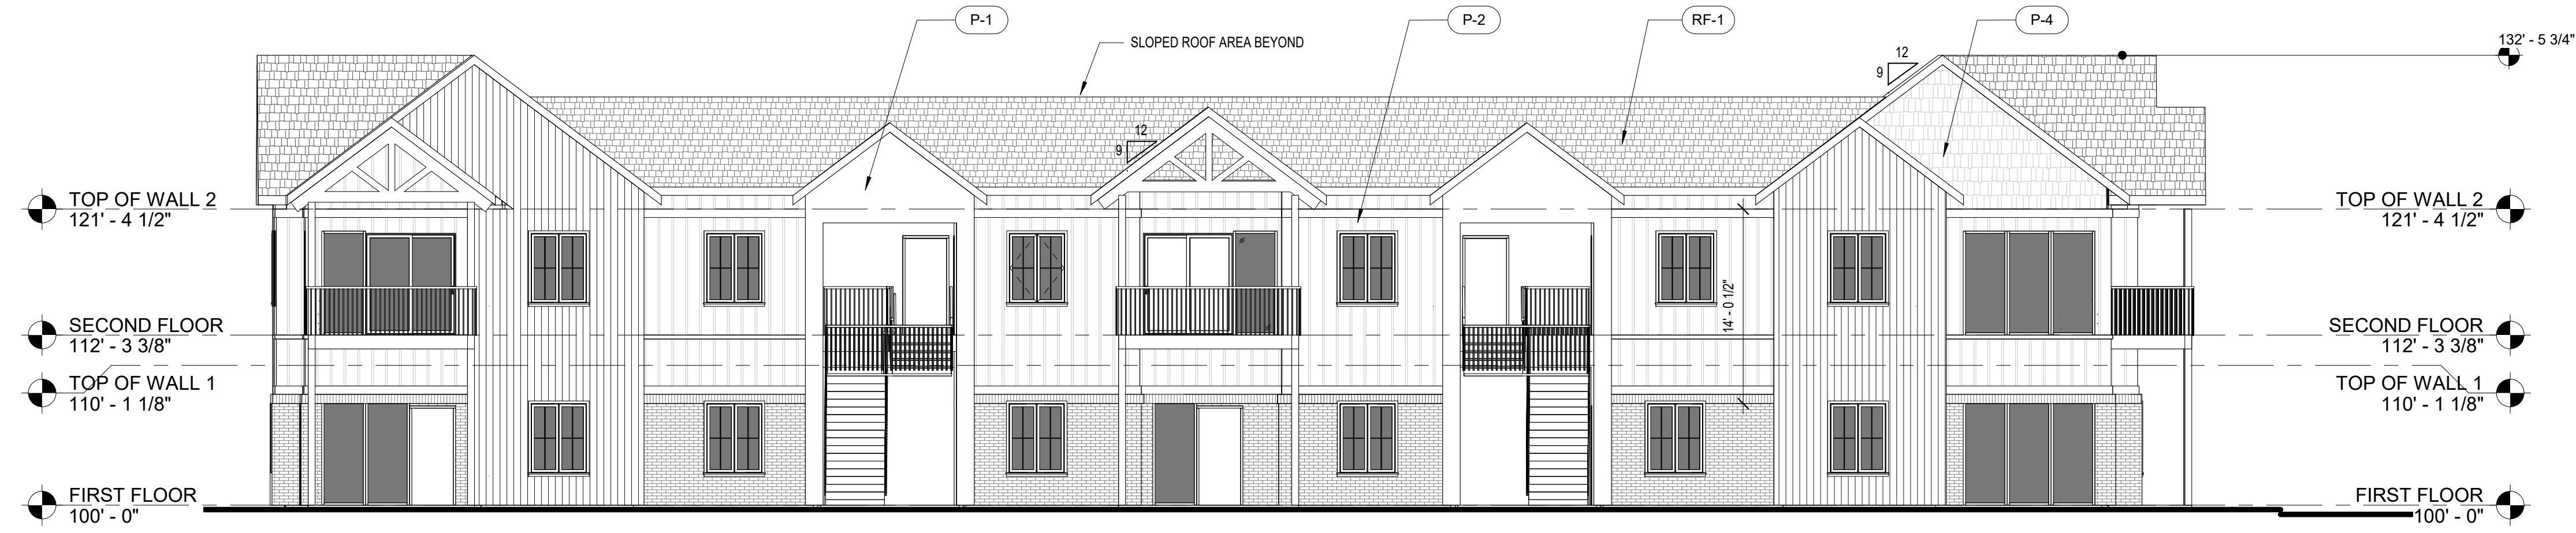 P-1
P-2
RF-1
P-4
SLOPED ROOF AREA BEYOND
132' - 5 3/4"
12
9
12
9
TOP OF WALL 2
121' - 4 1/2"
TOP OF WALL 2
121' - 4 1/2"
14' - 0 1/2"
SECOND FLOOR
112' - 3 3/8"
SECOND FLOOR
112' - 3 3/8"
TOP OF WALL 1
110' - 1 1/8"
TOP OF WALL 1
110' - 1 1/8"
FIRST FLOOR
100' - 0"
FIRST FLOOR
100' - 0"